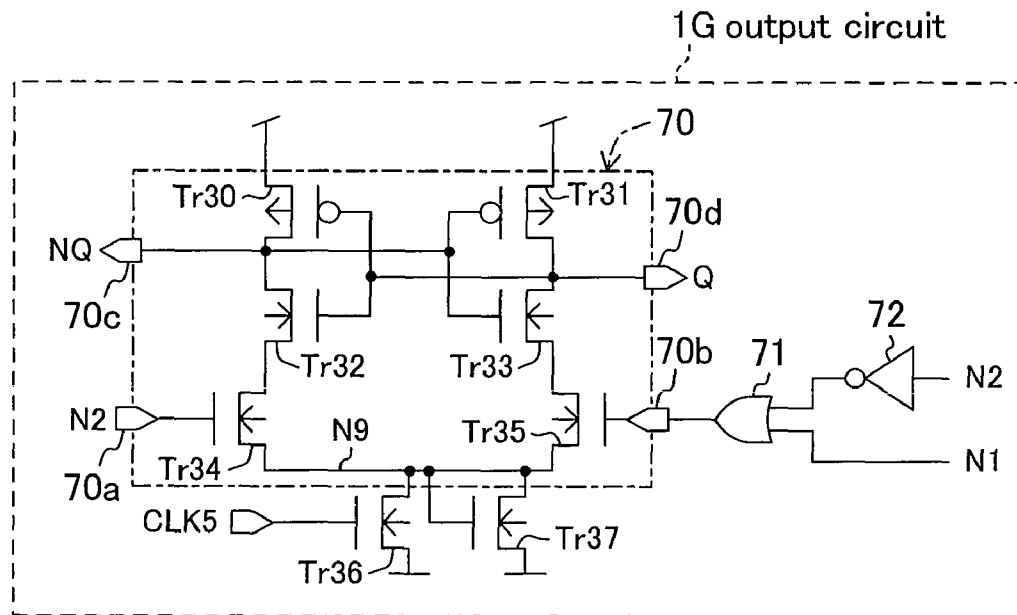 1G output circuit
70
Tr30
Tr31
70d
NQ
Q
70c
Tr32
Tr33
70b
71
72
N2
N2
N9
Tr35
N1
70a
Tr34
CLK5
Tr36
Tr37